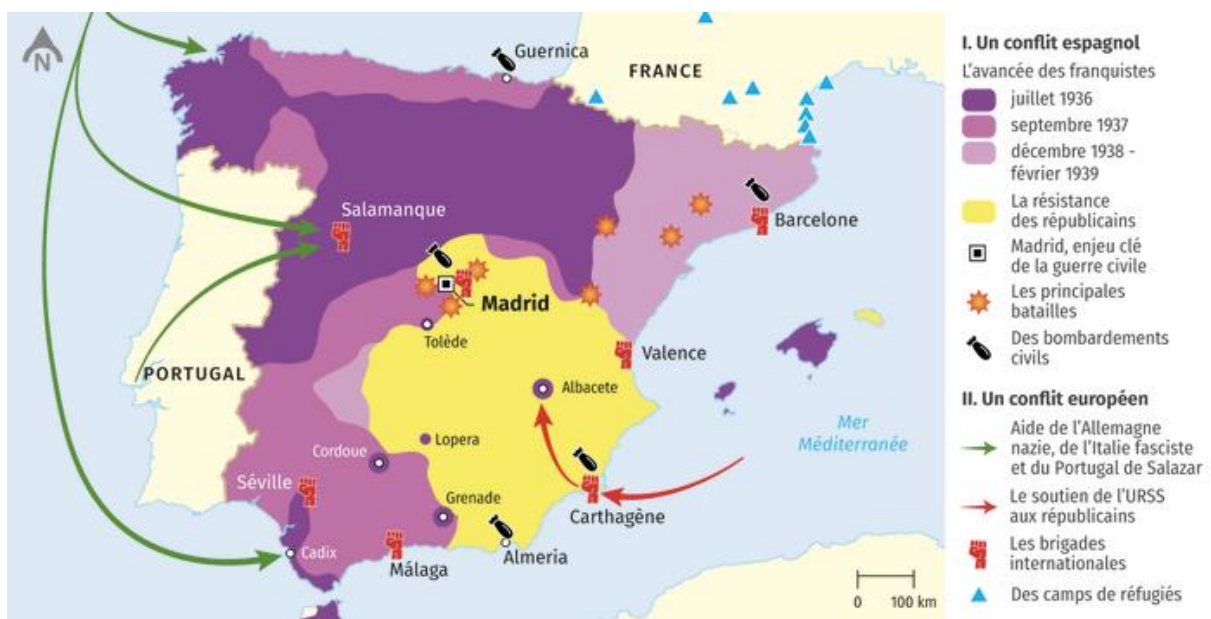 N
Guernica
FRANCE
Salamanque
Barcelone
Madrid
Tolède
Valence
PORTUGAL
Albacete
Mer
Méditerranée
Lopera
Cordoue
Séville
Grenade
Carthagène
Cadix
Málaga
Almería
0 100 km
I. Un conflit espagnol
L'avancée des franquistes
juillet 1936
septembre 1937
décembre 1938 -
février 1939
La résistance
des républicains
Madrid, enjeu clé
de la guerre civile
Les principales
batailles
Des bombardements
civils
II. Un conflit européen
Aide de l'Allemagne
nazie, de l'Italie fasciste
et du Portugal de Salazar
Le soutien de l'URSS
aux républicains
Les brigades
internationales
Des camps de réfugiés